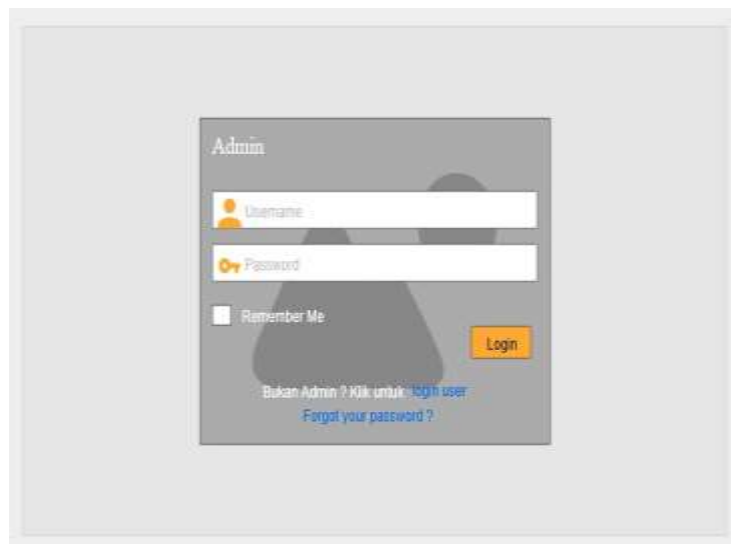 Admin
Username
Password
Remember Me
Login
Bukan Admin ? Klik untuk login user
Forgot your password ?